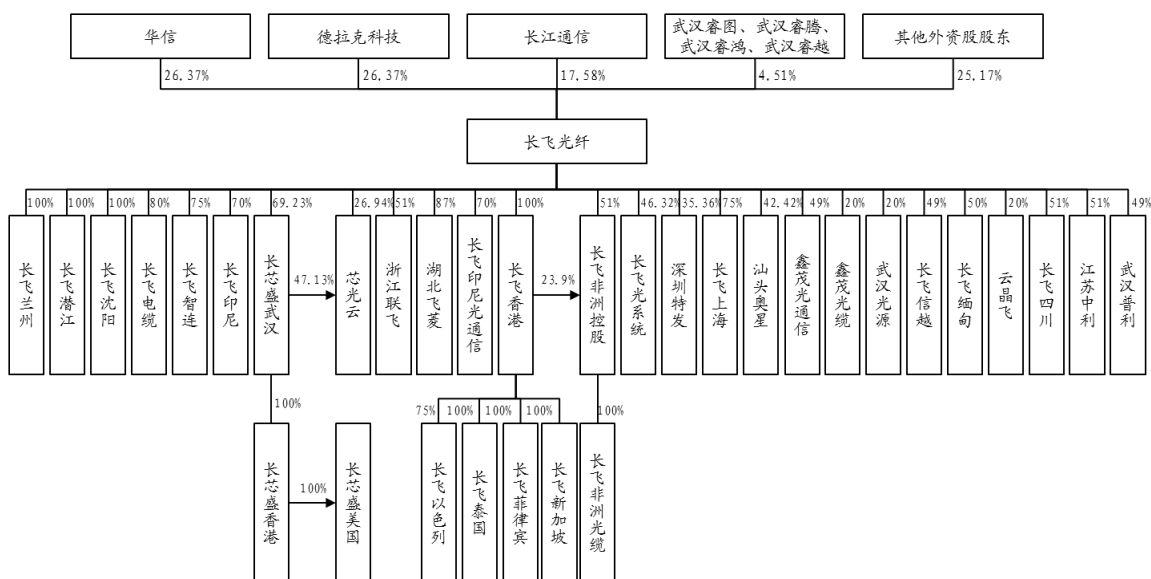 华信
德拉克科技
长江通信
武汉睿图、武汉睿腾、
武汉睿鸿、武汉睿越
其他外资股股东
26.37%
26.37%
17.58%
4.51%
25.17%
长飞光纤
100%
100%
100%
80%
75%
70%
69.23%
26.94%
51%
87%
70%
100%
51%
46.32%
35.36%
75%
42.42%
49%
20%
20%
49%
50%
20%
51%
51%
49%
长飞兰州
长飞潜江
长飞沈阳
长飞电缆
长飞智连
长飞印尼
长芯盛武汉
47.13%
芯光云
浙江联飞
湖北飞菱
长飞印尼光通信
长飞香港
23.9%
长飞非洲控股
长飞光系统
深圳特发
长飞上海
汕头奥星
鑫茂光通信
鑫茂光缆
武汉光源
长飞信越
长飞缅甸
云晶飞
长飞四川
江苏中利
武汉普利
100%
75%
100%
100%
100%
100%
长芯盛香港
100%
长芯盛美国
长飞以色列
长飞泰国
长飞菲律宾
长飞新加坡
长飞非洲光缆